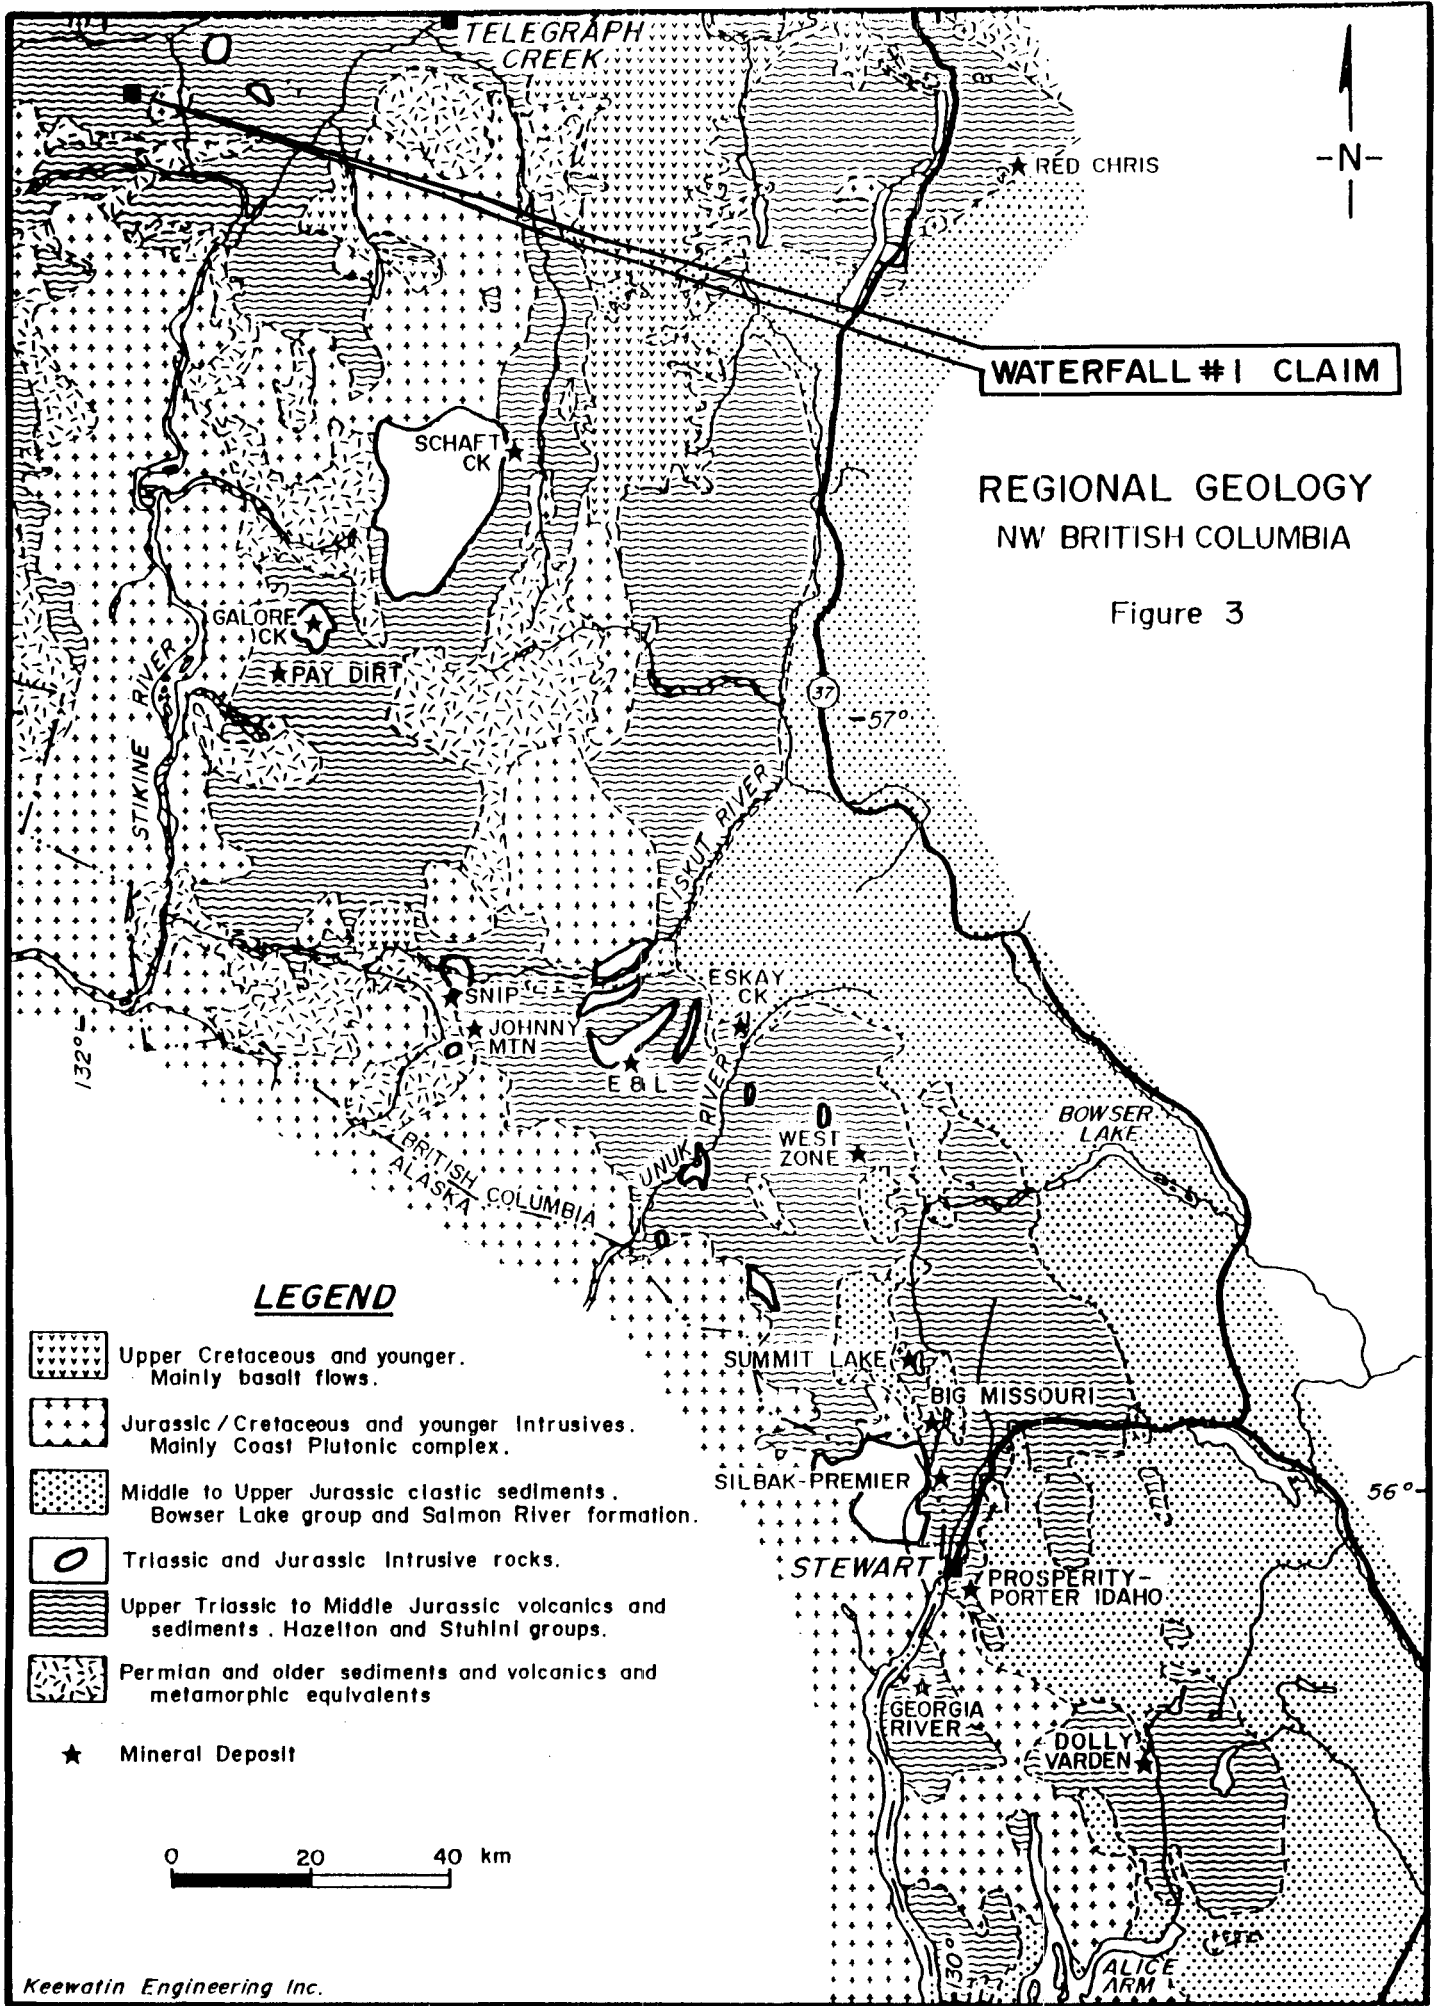 TELEGRAPH
CREEK
RED CHRIS
-N-
WATERFALL #1 CLAIM
REGIONAL GEOLOGY
NW BRITISH COLUMBIA
Figure 3
SCHAFT
CK
GALORE
CK
PAY DIRT
STIKINE RIVER
37
57°
ISKUT RIVER
ESKAY
CK
SNIP
JOHNNY
MTN
E & L
132°
UNUK RIVER
WEST
ZONE
BOWSER
LAKE
BRITISH COLUMBIA
ALASKA
SUMMIT LAKE
BIG MISSOURI
SILBAK-PREMIER
56°
STEWART
PROSPERITY-
PORTER IDAHO
GEORGIA
RIVER
DOLLY
VARDEN
130°
ALICE
ARM
LEGEND
Upper Cretaceous and younger.
Mainly basalt flows.
Jurassic/Cretaceous and younger Intrusives.
Mainly Coast Plutonic complex.
Middle to Upper Jurassic clastic sediments.
Bowser Lake group and Salmon River formation.
Triassic and Jurassic Intrusive rocks.
Upper Triassic to Middle Jurassic volcanics and
sediments. Hazelton and Stuhini groups.
Permian and older sediments and volcanics and
metamorphic equivalents
Mineral Deposit
0 20 40 km
Keewatin Engineering Inc.